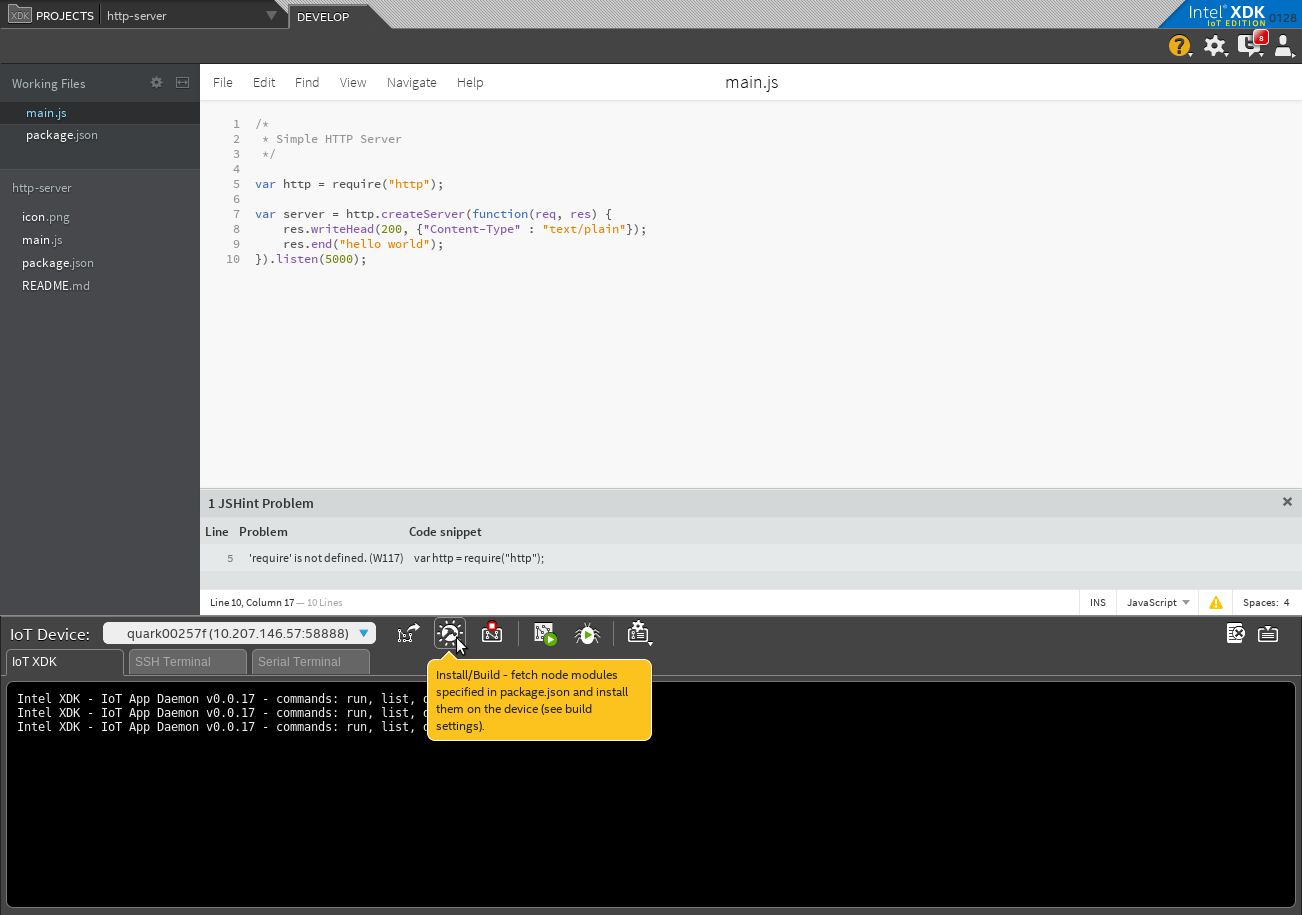 XDK PROJECTS http-server DEVELOP Intel® XDK IoT EDITION 0128
? 8
Working Files
main.js
package.json
http-server
icon.png
main.js
package.json
README.md
File Edit Find View Navigate Help main.js
1 /*
2  * Simple HTTP Server
3  */
4
5 var http = require("http");
6
7 var server = http.createServer(function(req, res) {
8     res.writeHead(200, {"Content-Type" : "text/plain"});
9     res.end("hello world");
10 }).listen(5000);
1 JSHint Problem ×
Line Problem Code snippet
5 'require' is not defined. (W117) var http = require("http");
Line 10, Column 17 — 10 Lines INS JavaScript Spaces: 4
IoT Device: quark00257f (10.207.146.57:58888)
IoT XDK SSH Terminal Serial Terminal
Intel XDK - IoT App Daemon v0.0.17 - commands: run, list,
Intel XDK - IoT App Daemon v0.0.17 - commands: run, list,
Intel XDK - IoT App Daemon v0.0.17 - commands: run, list,
Install/Build - fetch node modules
specified in package.json and install
them on the device (see build
settings).